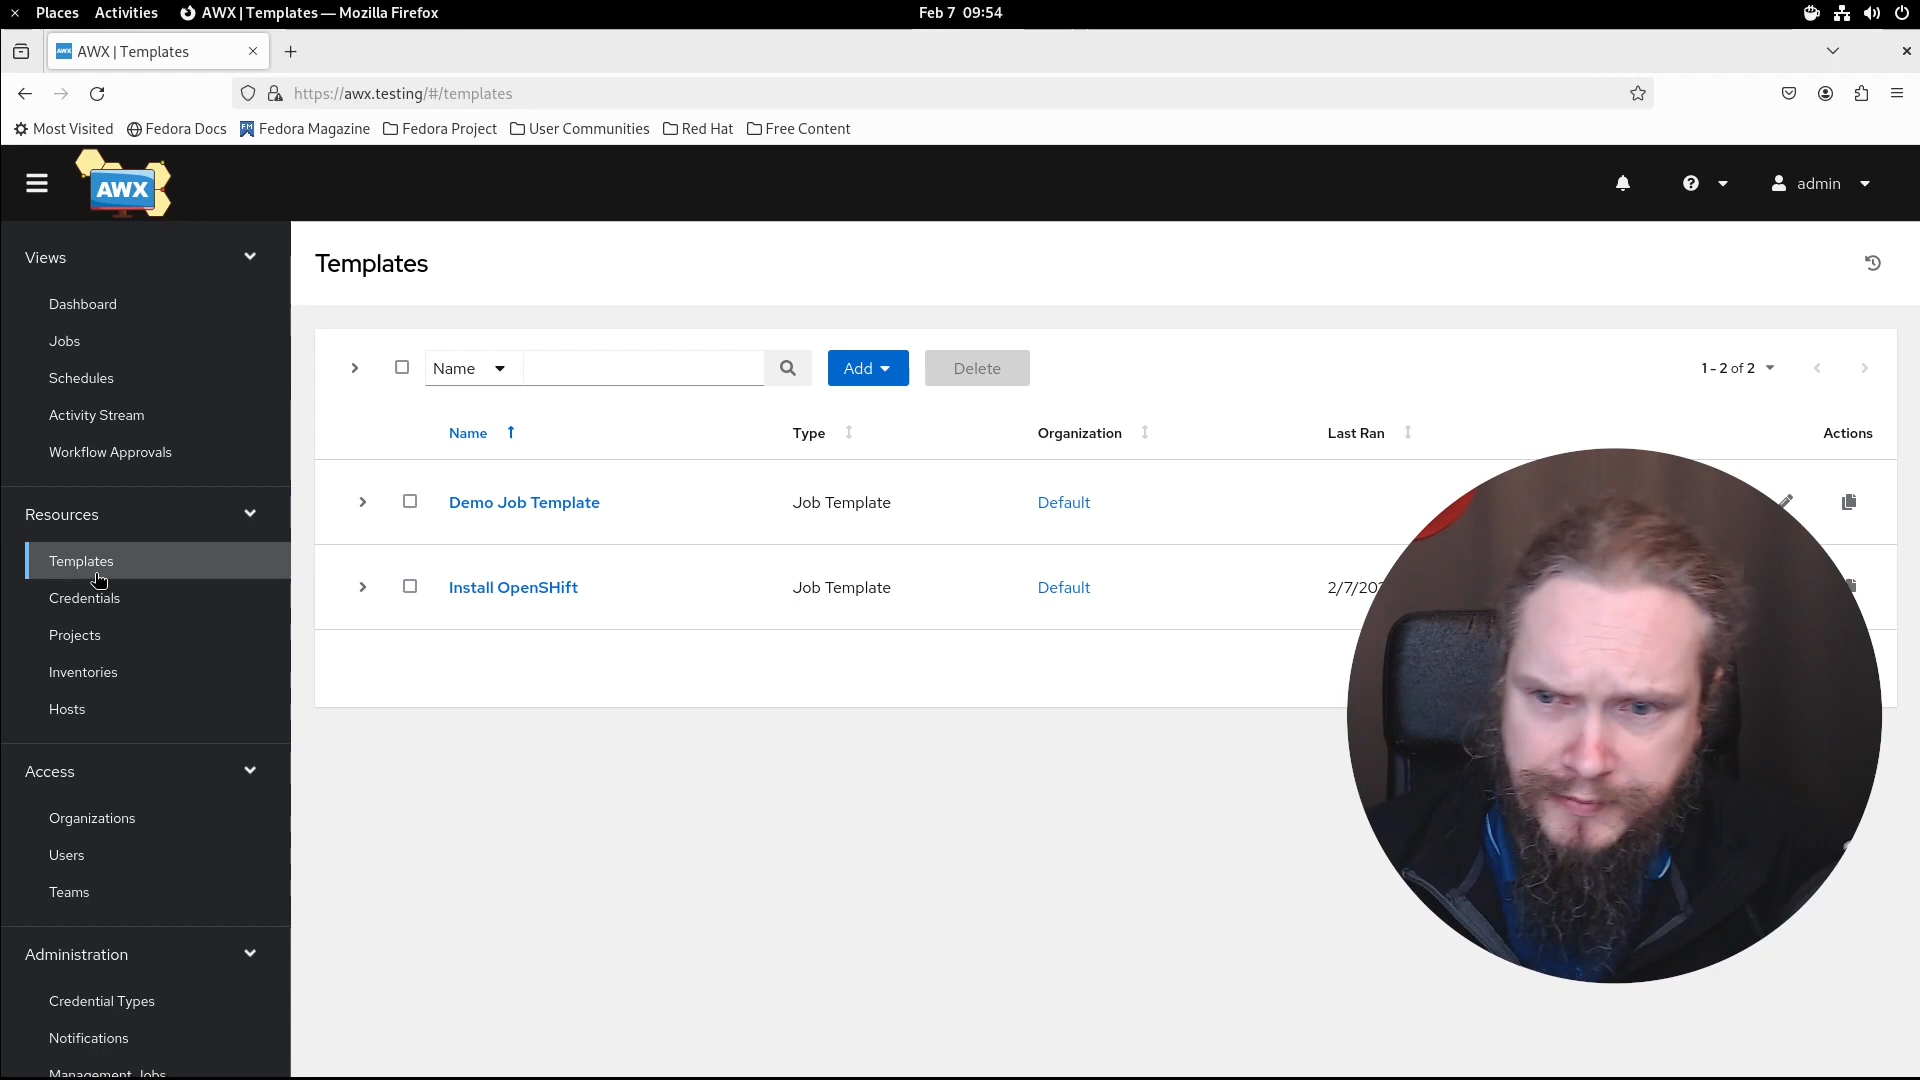 Places Activities AWX | Templates — Mozilla Firefox Feb 7 09:54
AWX | Templates
https://awx.testing/#/templates
Most Visited Fedora Docs Fedora Magazine Fedora Project User Communities Red Hat Free Content
AWX admin
Views
Dashboard
Jobs
Schedules
Activity Stream
Workflow Approvals
Resources
Templates
Credentials
Projects
Inventories
Hosts
Access
Organizations
Users
Teams
Administration
Credential Types
Notifications
Management Jobs
Templates
Name Add Delete 1 - 2 of 2
Name Type Organization Last Ran Actions
Demo Job Template Job Template Default
Install OpenSHift Job Template Default 2/7/20